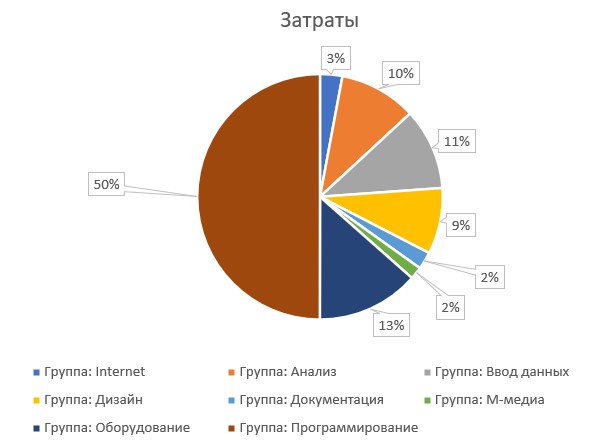 Затраты
3%
10%
11%
50%
9%
2%
2%
13%
Группа: Internet Группа: Анализ Группа: Ввод данных
Группа: Дизайн Группа: Документация Группа: М-медиа
Группа: Оборудование Группа: Программирование